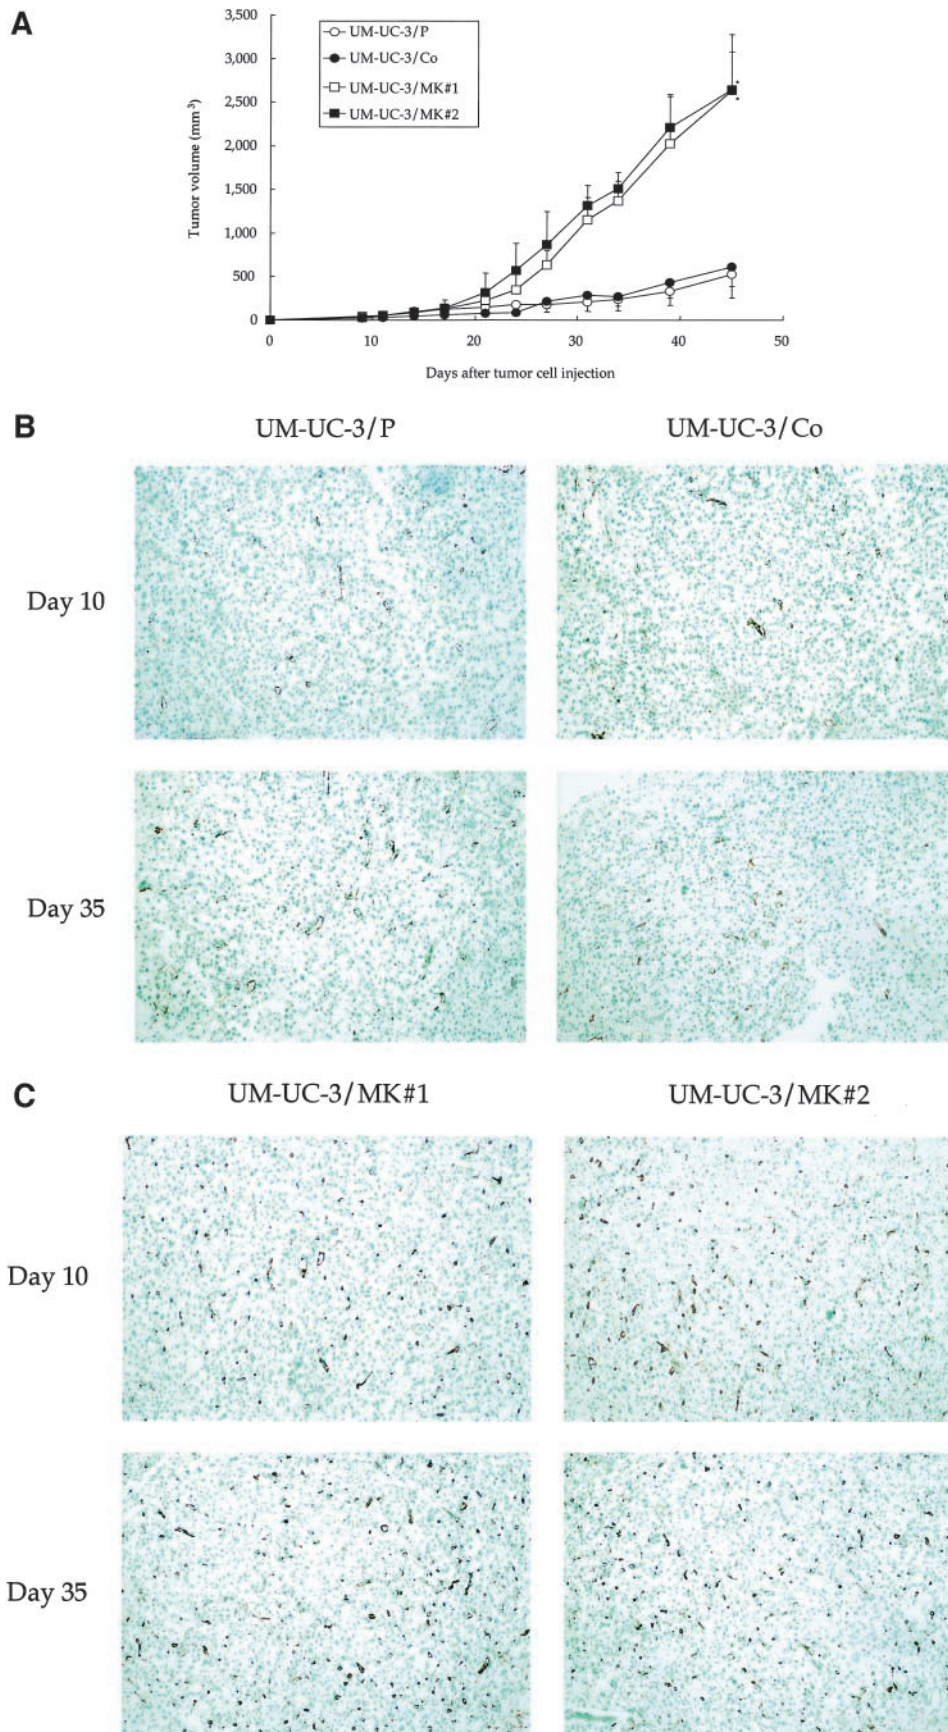 A
3,500
3,000
2,500
2,000
1,500
1,000
500
0
Tumor volume (mm³)
UM-UC-3/P
UM-UC-3/Co
UM-UC-3/MK#1
UM-UC-3/MK#2
*
*
0 10 20 30 40 50
Days after tumor cell injection
B
UM-UC-3/P UM-UC-3/Co
Day 10
Day 35
C
UM-UC-3/MK#1 UM-UC-3/MK#2
Day 10
Day 35